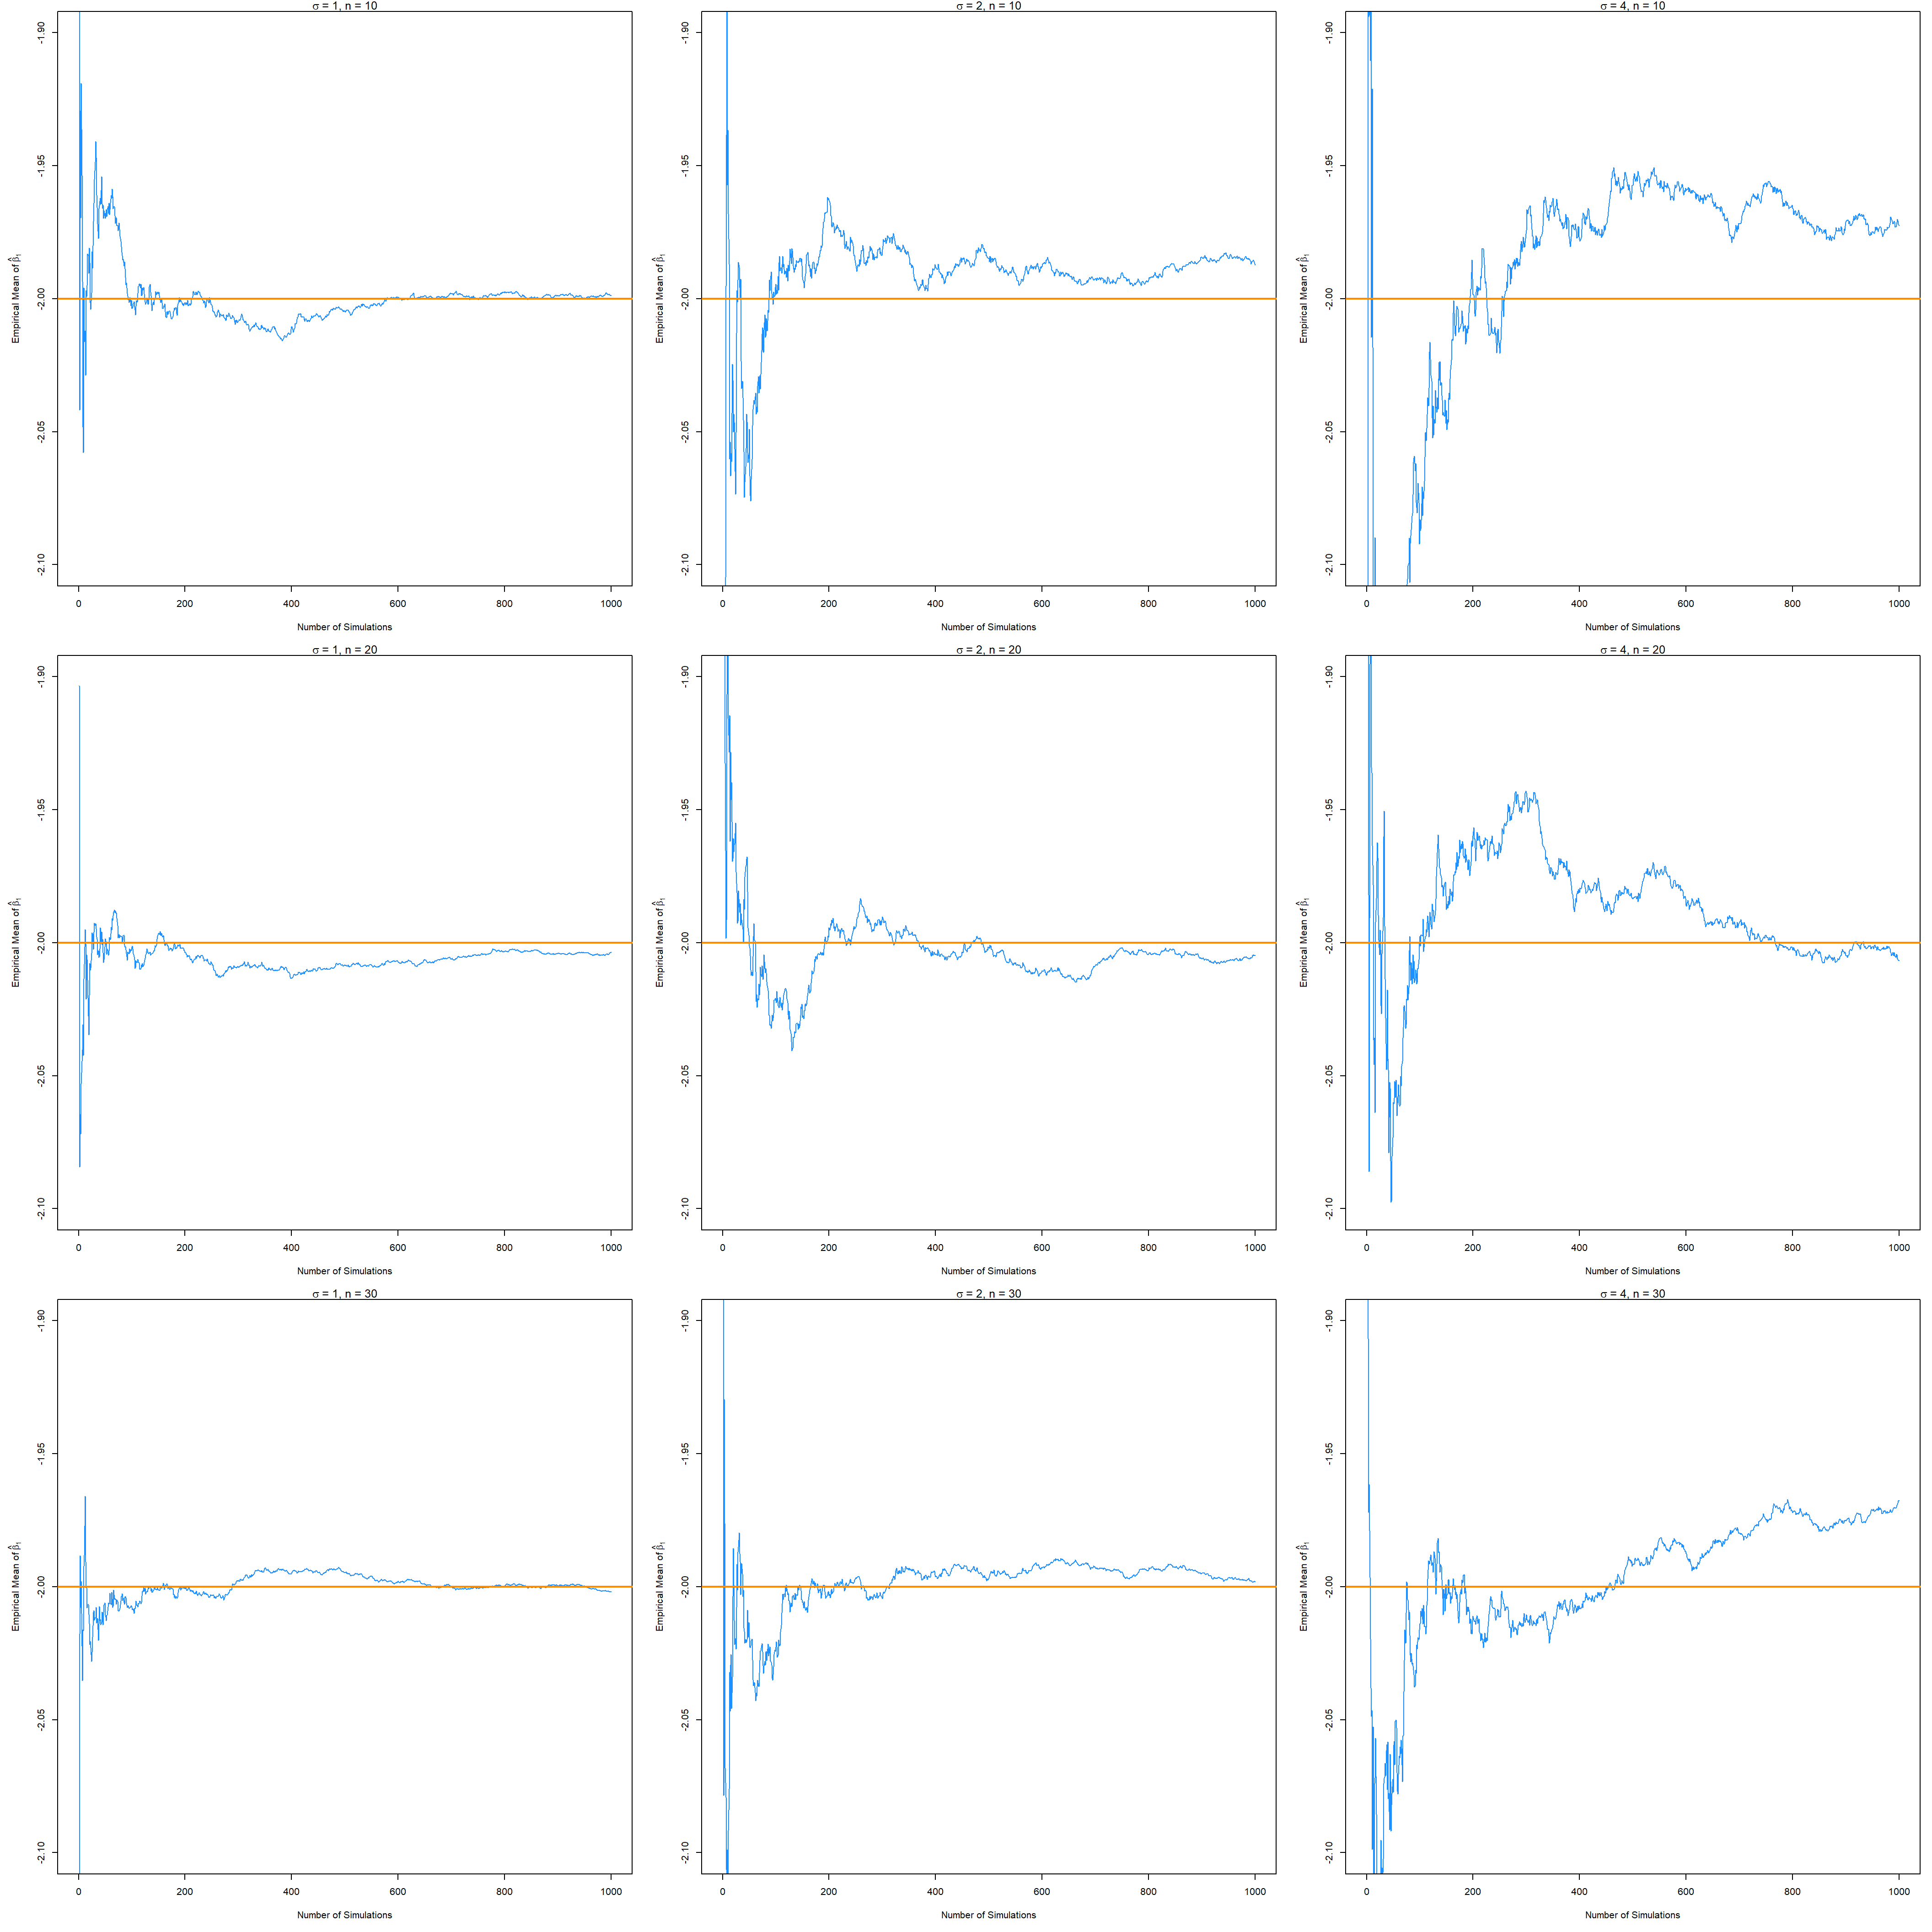 σ = 1, n = 10
Empirical Mean of β̂₁
-1.90
-1.95
-2.00
-2.05
-2.10
0 200 400 600 800 1000
Number of Simulations
σ = 2, n = 10
Empirical Mean of β̂₁
-1.90
-1.95
-2.00
-2.05
-2.10
0 200 400 600 800 1000
Number of Simulations
σ = 4, n = 10
Empirical Mean of β̂₁
-1.90
-1.95
-2.00
-2.05
-2.10
0 200 400 600 800 1000
Number of Simulations
σ = 1, n = 20
Empirical Mean of β̂₁
-1.90
-1.95
-2.00
-2.05
-2.10
0 200 400 600 800 1000
Number of Simulations
σ = 2, n = 20
Empirical Mean of β̂₁
-1.90
-1.95
-2.00
-2.05
-2.10
0 200 400 600 800 1000
Number of Simulations
σ = 4, n = 20
Empirical Mean of β̂₁
-1.90
-1.95
-2.00
-2.05
-2.10
0 200 400 600 800 1000
Number of Simulations
σ = 1, n = 30
Empirical Mean of β̂₁
-1.90
-1.95
-2.00
-2.05
-2.10
0 200 400 600 800 1000
Number of Simulations
σ = 2, n = 30
Empirical Mean of β̂₁
-1.90
-1.95
-2.00
-2.05
-2.10
0 200 400 600 800 1000
Number of Simulations
σ = 4, n = 30
Empirical Mean of β̂₁
-1.90
-1.95
-2.00
-2.05
-2.10
0 200 400 600 800 1000
Number of Simulations